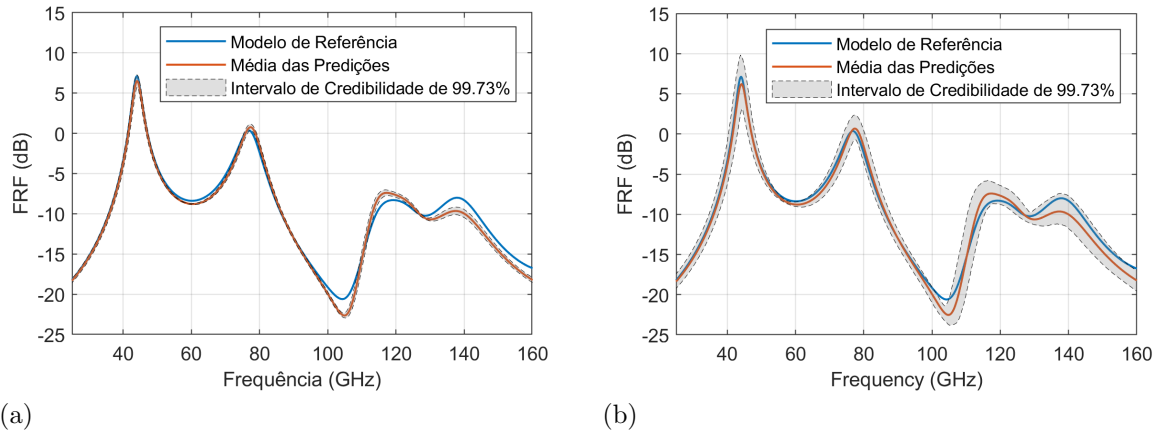 15
10
5
0
-5
-10
-15
-20
-25
FRF (dB)
40 60 80 100 120 140 160
Frequência (GHz)
Modelo de Referência
Média das Predições
Intervalo de Credibilidade de 99.73%
(a)
15
10
5
0
-5
-10
-15
-20
-25
FRF (dB)
40 60 80 100 120 140 160
Frequency (GHz)
Modelo de Referência
Média das Predições
Intervalo de Credibilidade de 99.73%
(b)